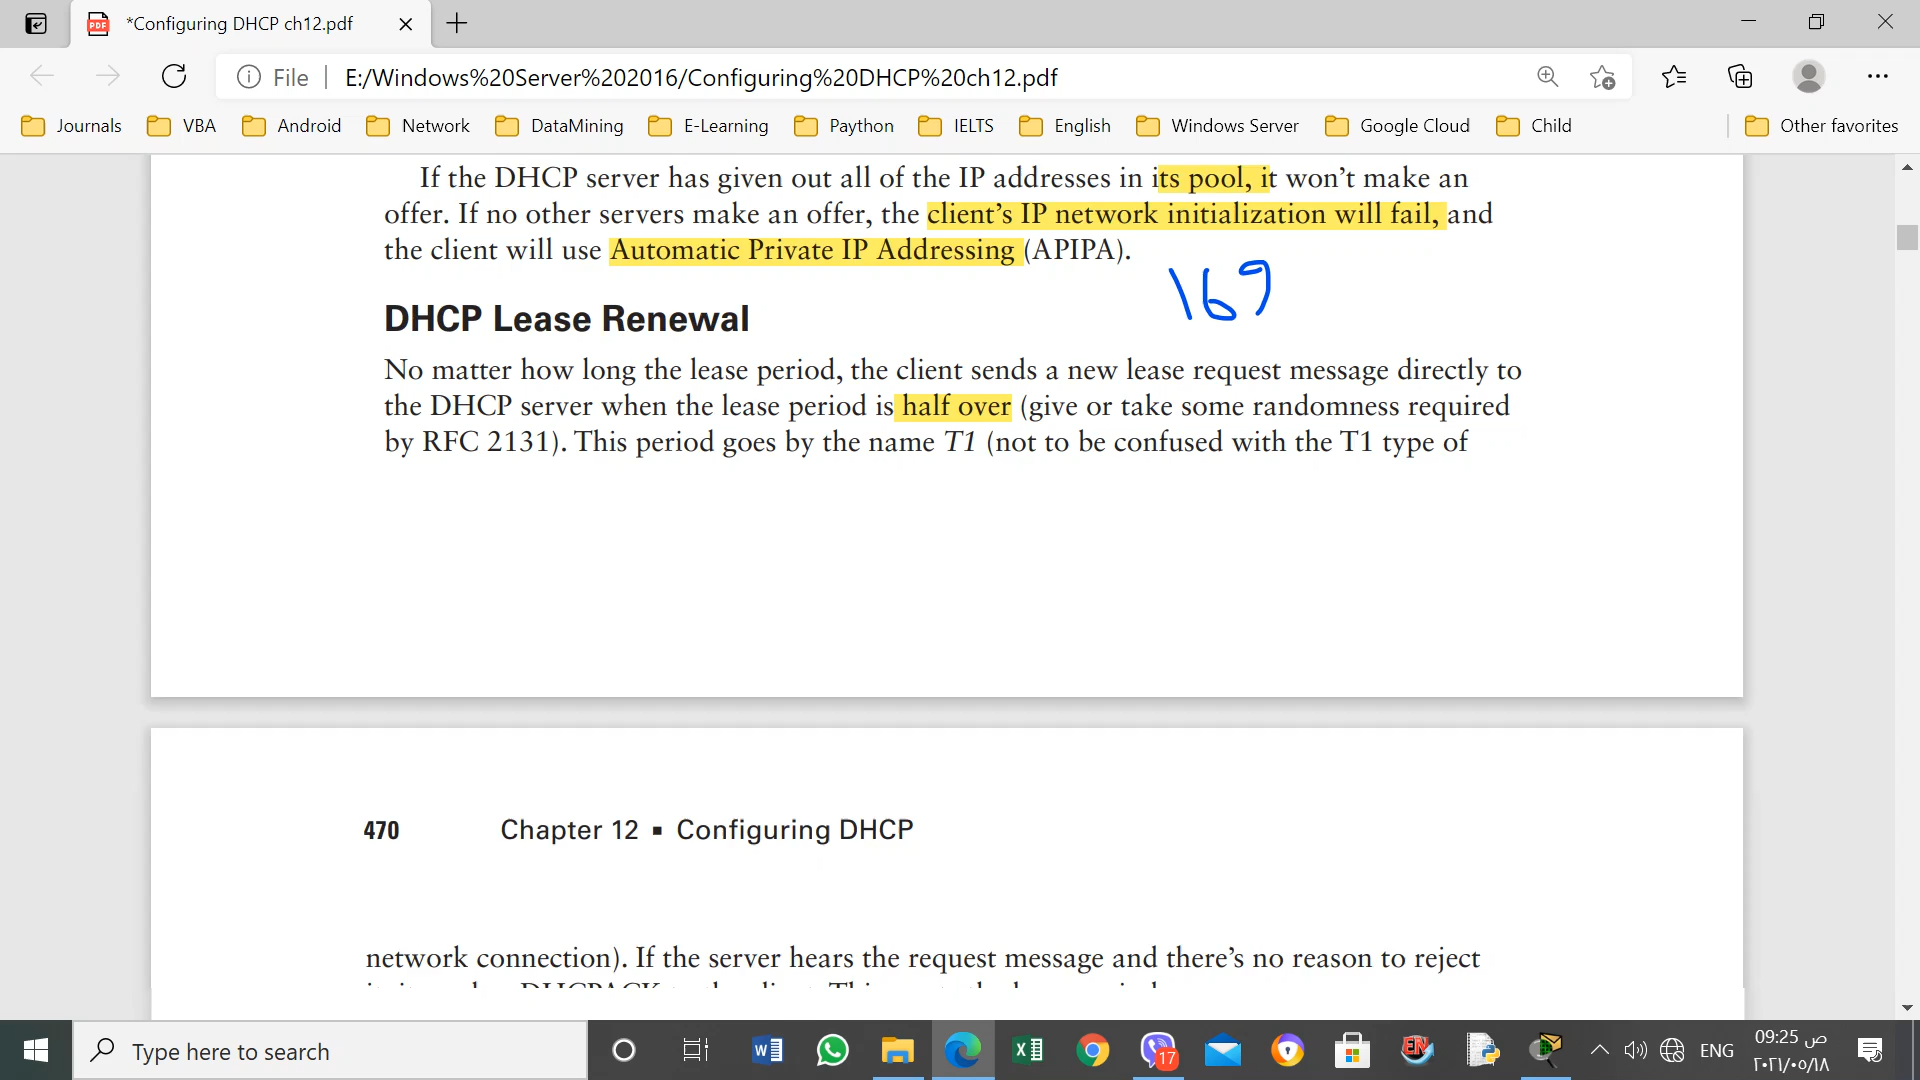 *Configuring DHCP ch12.pdf
File
E:/Windows%20Server%202016/Configuring%20DHCP%20ch12.pdf
Journals VBA Android Network DataMining E-Learning Paython IELTS English Windows Server Google Cloud Child Other favorites
If the DHCP server has given out all of the IP addresses in its pool, it won’t make an
offer. If no other servers make an offer, the client’s IP network initialization will fail, and
the client will use Automatic Private IP Addressing (APIPA).
169
DHCP Lease Renewal
No matter how long the lease period, the client sends a new lease request message directly to
the DHCP server when the lease period is half over (give or take some randomness required
by RFC 2131). This period goes by the name T1 (not to be confused with the T1 type of
470 Chapter 12 ▪ Configuring DHCP
network connection). If the server hears the request message and there’s no reason to reject
Type here to search
17
ENG
09:25 ص
٢٠٢١/٠٥/١٨